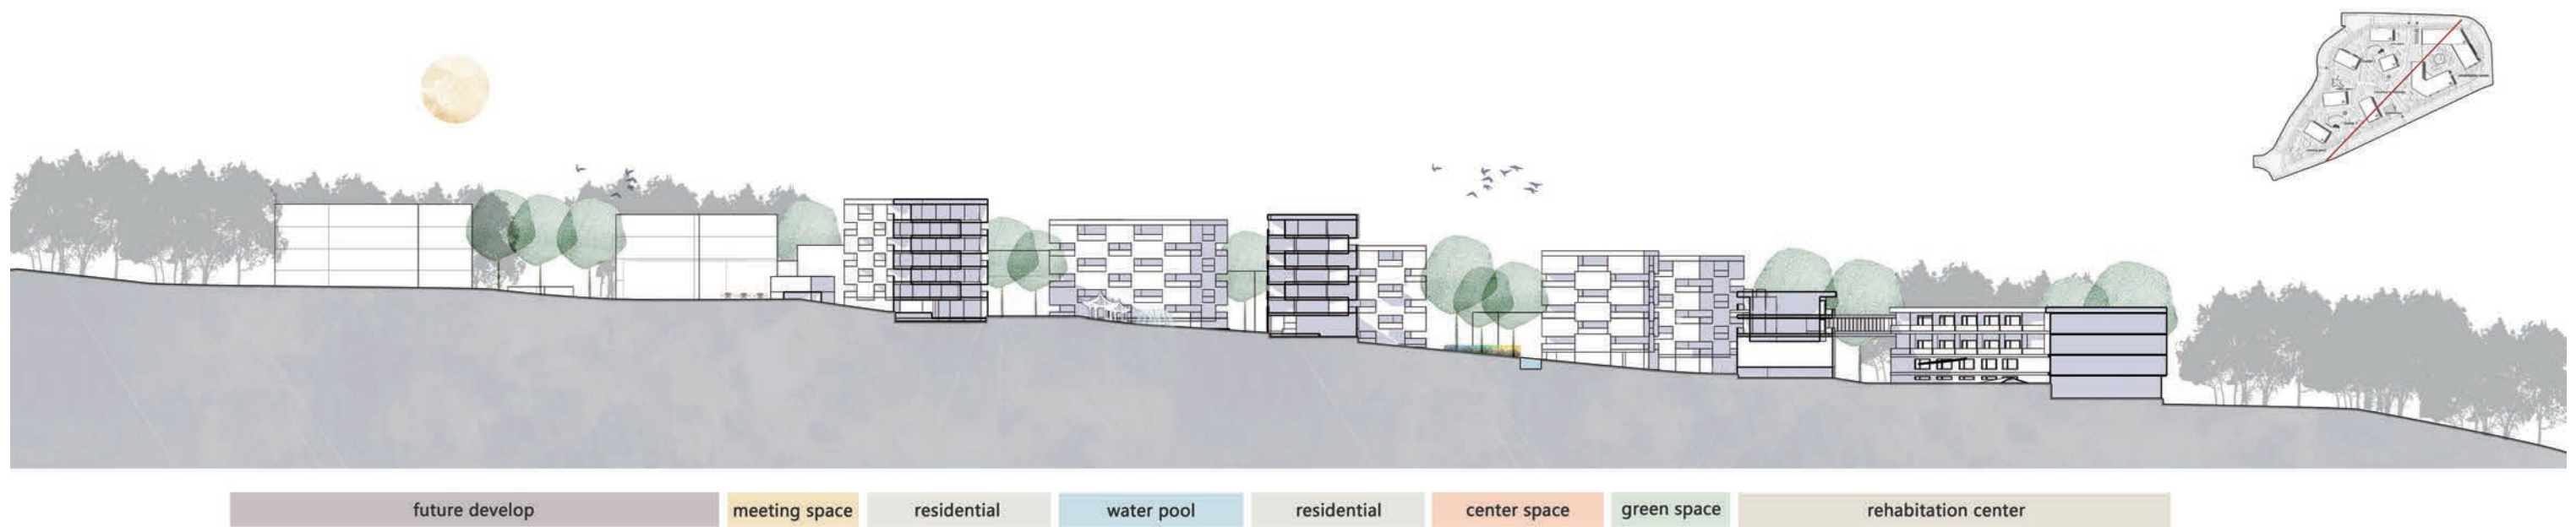 future develop
meeting space
residential
water pool
residential
center space
green space
rehabitation center